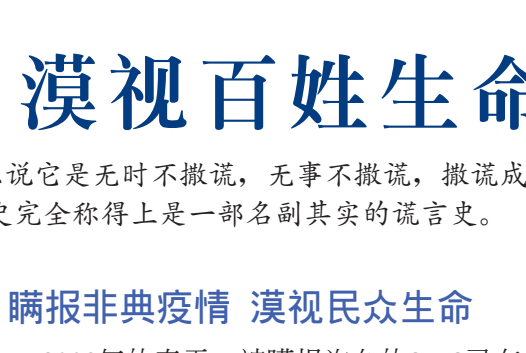 漠视百姓生命
说它是无时不撒谎，无事不撒谎，撒谎成
史完全称得上是一部名副其实的谎言史。
瞒报非典疫情 漠视民众生命